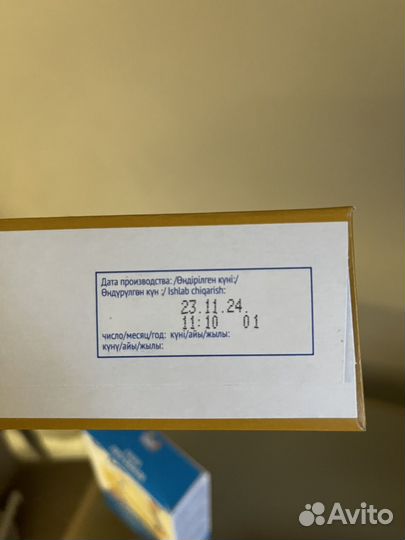 Дата производства: /Өндірілген күні:/
Өндүрүлгөн күн :/ Ishlab chiqarish:
23.11.24.
11:10 01
число/месяц/год: күні/айы/жылы:
күнү/айы/жылы:
Avito